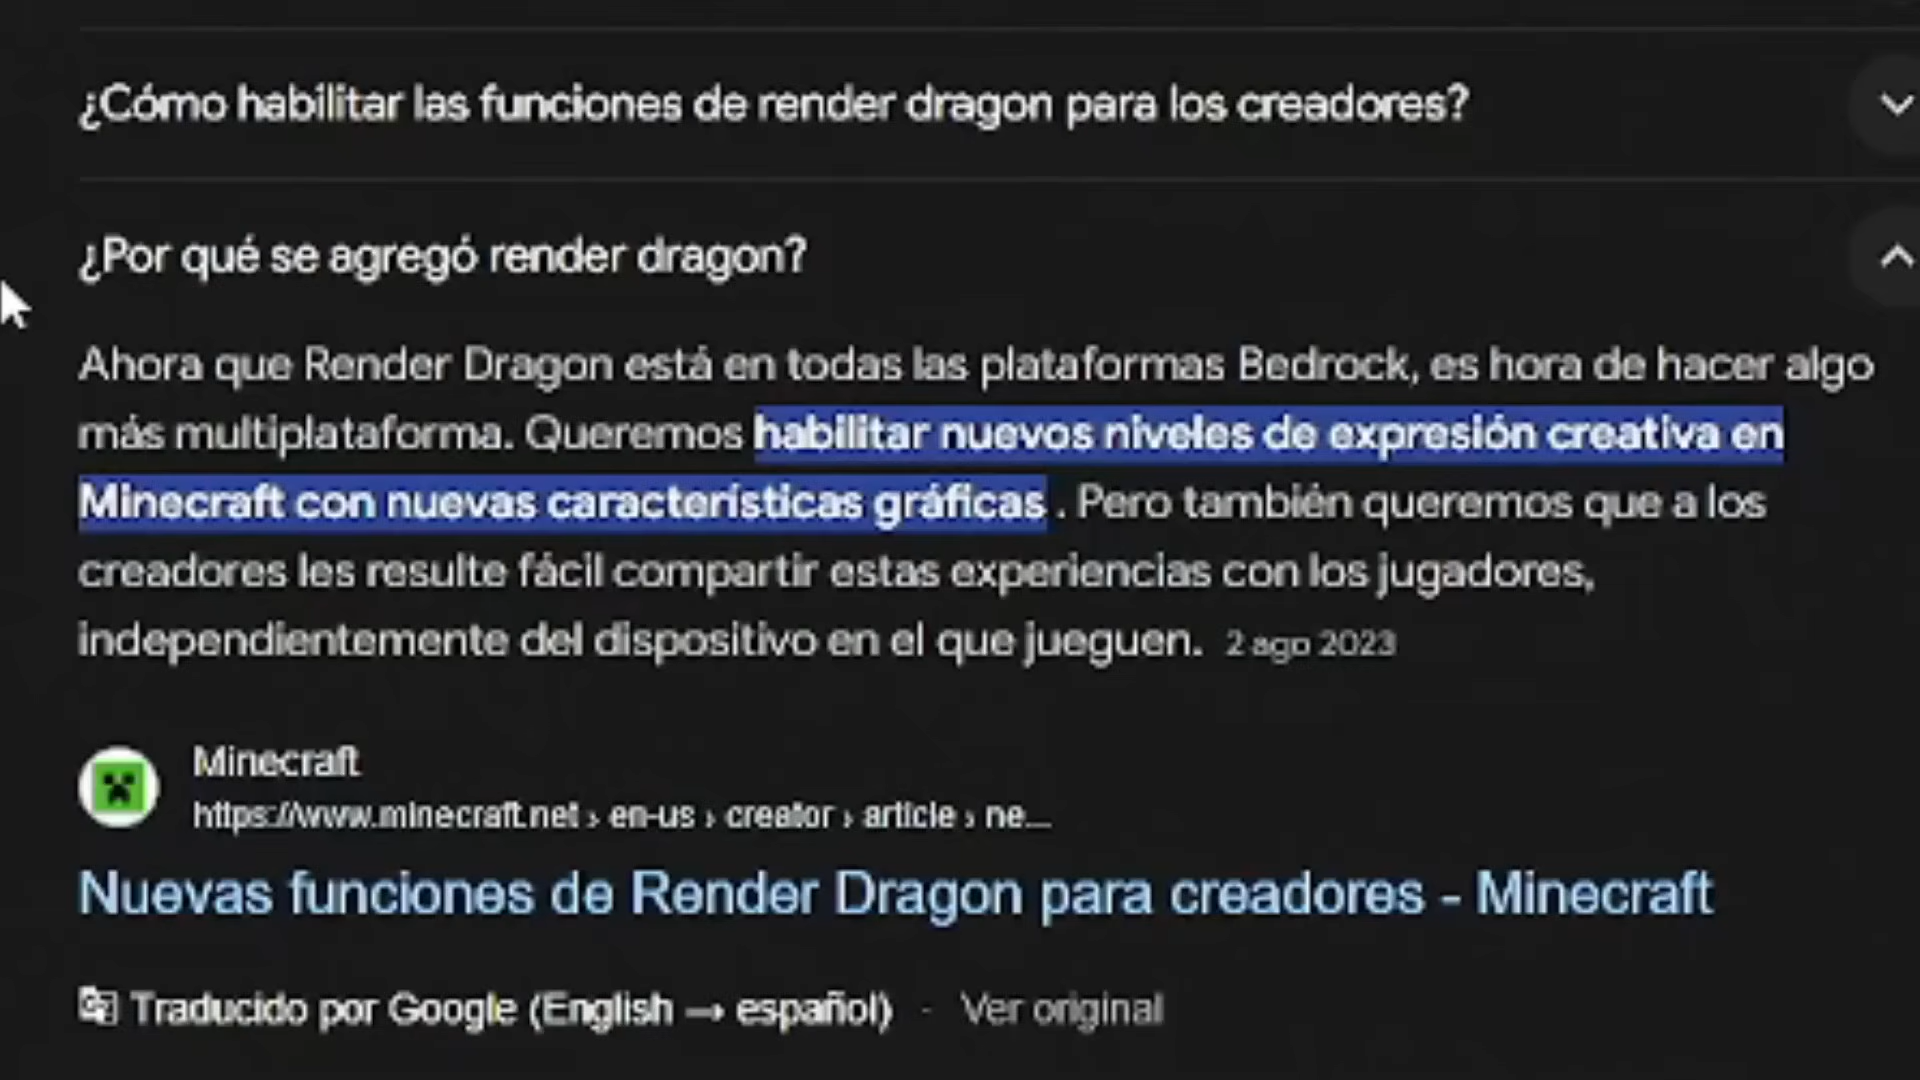 ¿Cómo habilitar las funciones de render dragon para los creadores?
¿Por qué se agregó render dragon?
Ahora que Render Dragon está en todas las plataformas Bedrock, es hora de hacer algo
más multiplataforma. Queremos habilitar nuevos niveles de expresión creativa en
Minecraft con nuevas características gráficas . Pero también queremos que a los
creadores les resulte fácil compartir estas experiencias con los jugadores,
independientemente del dispositivo en el que jueguen. 2 ago 2023
Minecraft
https://www.minecraft.net › en-us › creator › article › ne...
Nuevas funciones de Render Dragon para creadores - Minecraft
Traducido por Google (English → español) · Ver original